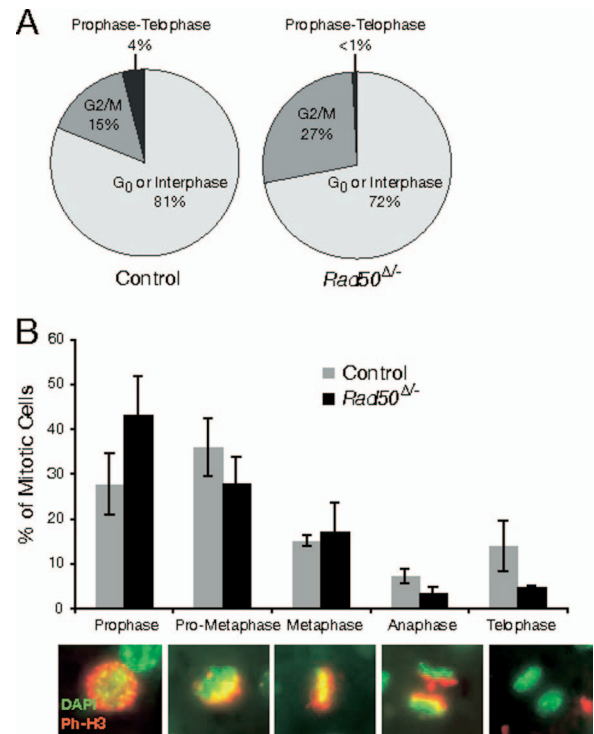 A
Prophase-Telophase
4%
G2/M
15%
G0 or Interphase
81%
Control
Prophase-Telophase
<1%
G2/M
27%
G0 or Interphase
72%
Rad50Δ/-
B
% of Mitotic Cells
60
50
40
30
20
10
0
Control
Rad50Δ/-
Prophase
Pro-Metaphase
Metaphase
Anaphase
Telophase
DAPI
Ph-H3